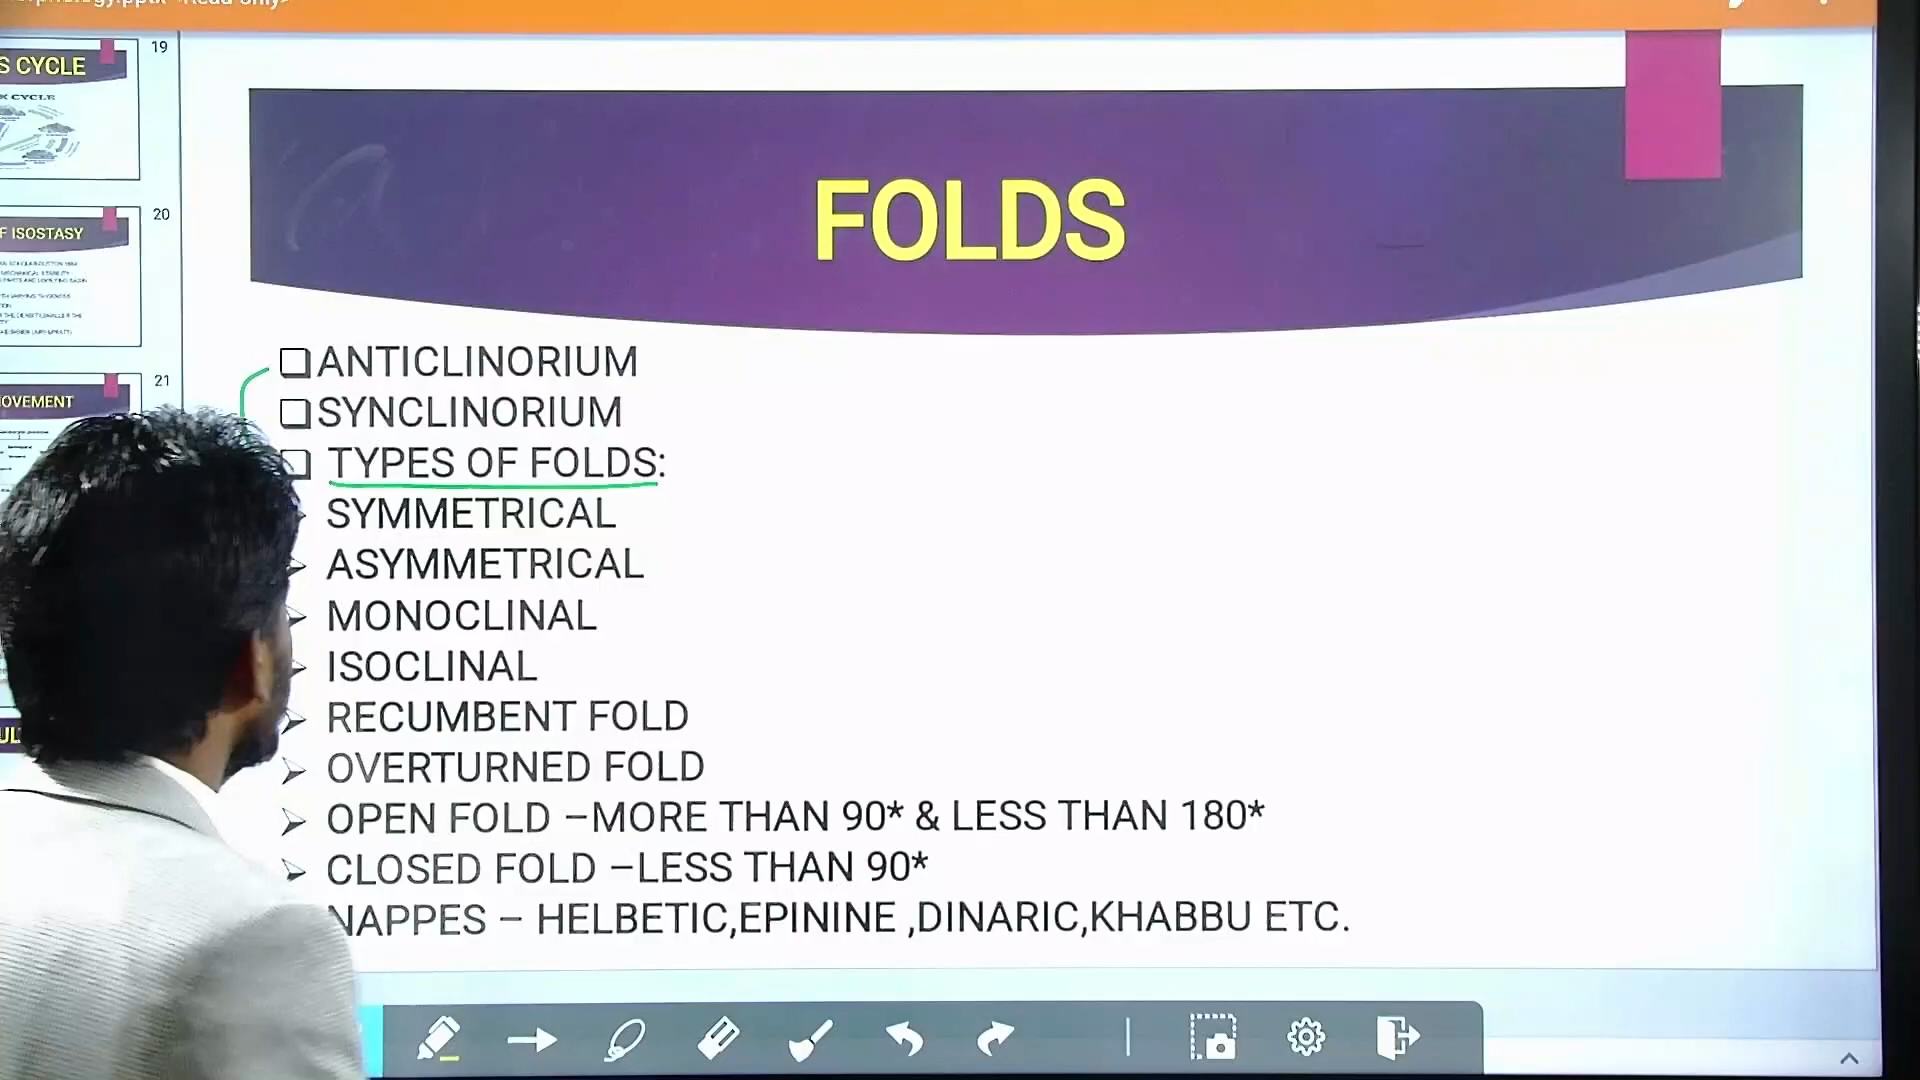 19
S CYCLE
K CYCLE
20
F ISOSTASY
21
OVEMENT
FOLDS
ANTICLINORIUM
SYNCLINORIUM
TYPES OF FOLDS:
SYMMETRICAL
ASYMMETRICAL
MONOCLINAL
ISOCLINAL
RECUMBENT FOLD
OVERTURNED FOLD
OPEN FOLD –MORE THAN 90* & LESS THAN 180*
CLOSED FOLD –LESS THAN 90*
NAPPES – HELBETIC,EPININE ,DINARIC,KHABBU ETC.